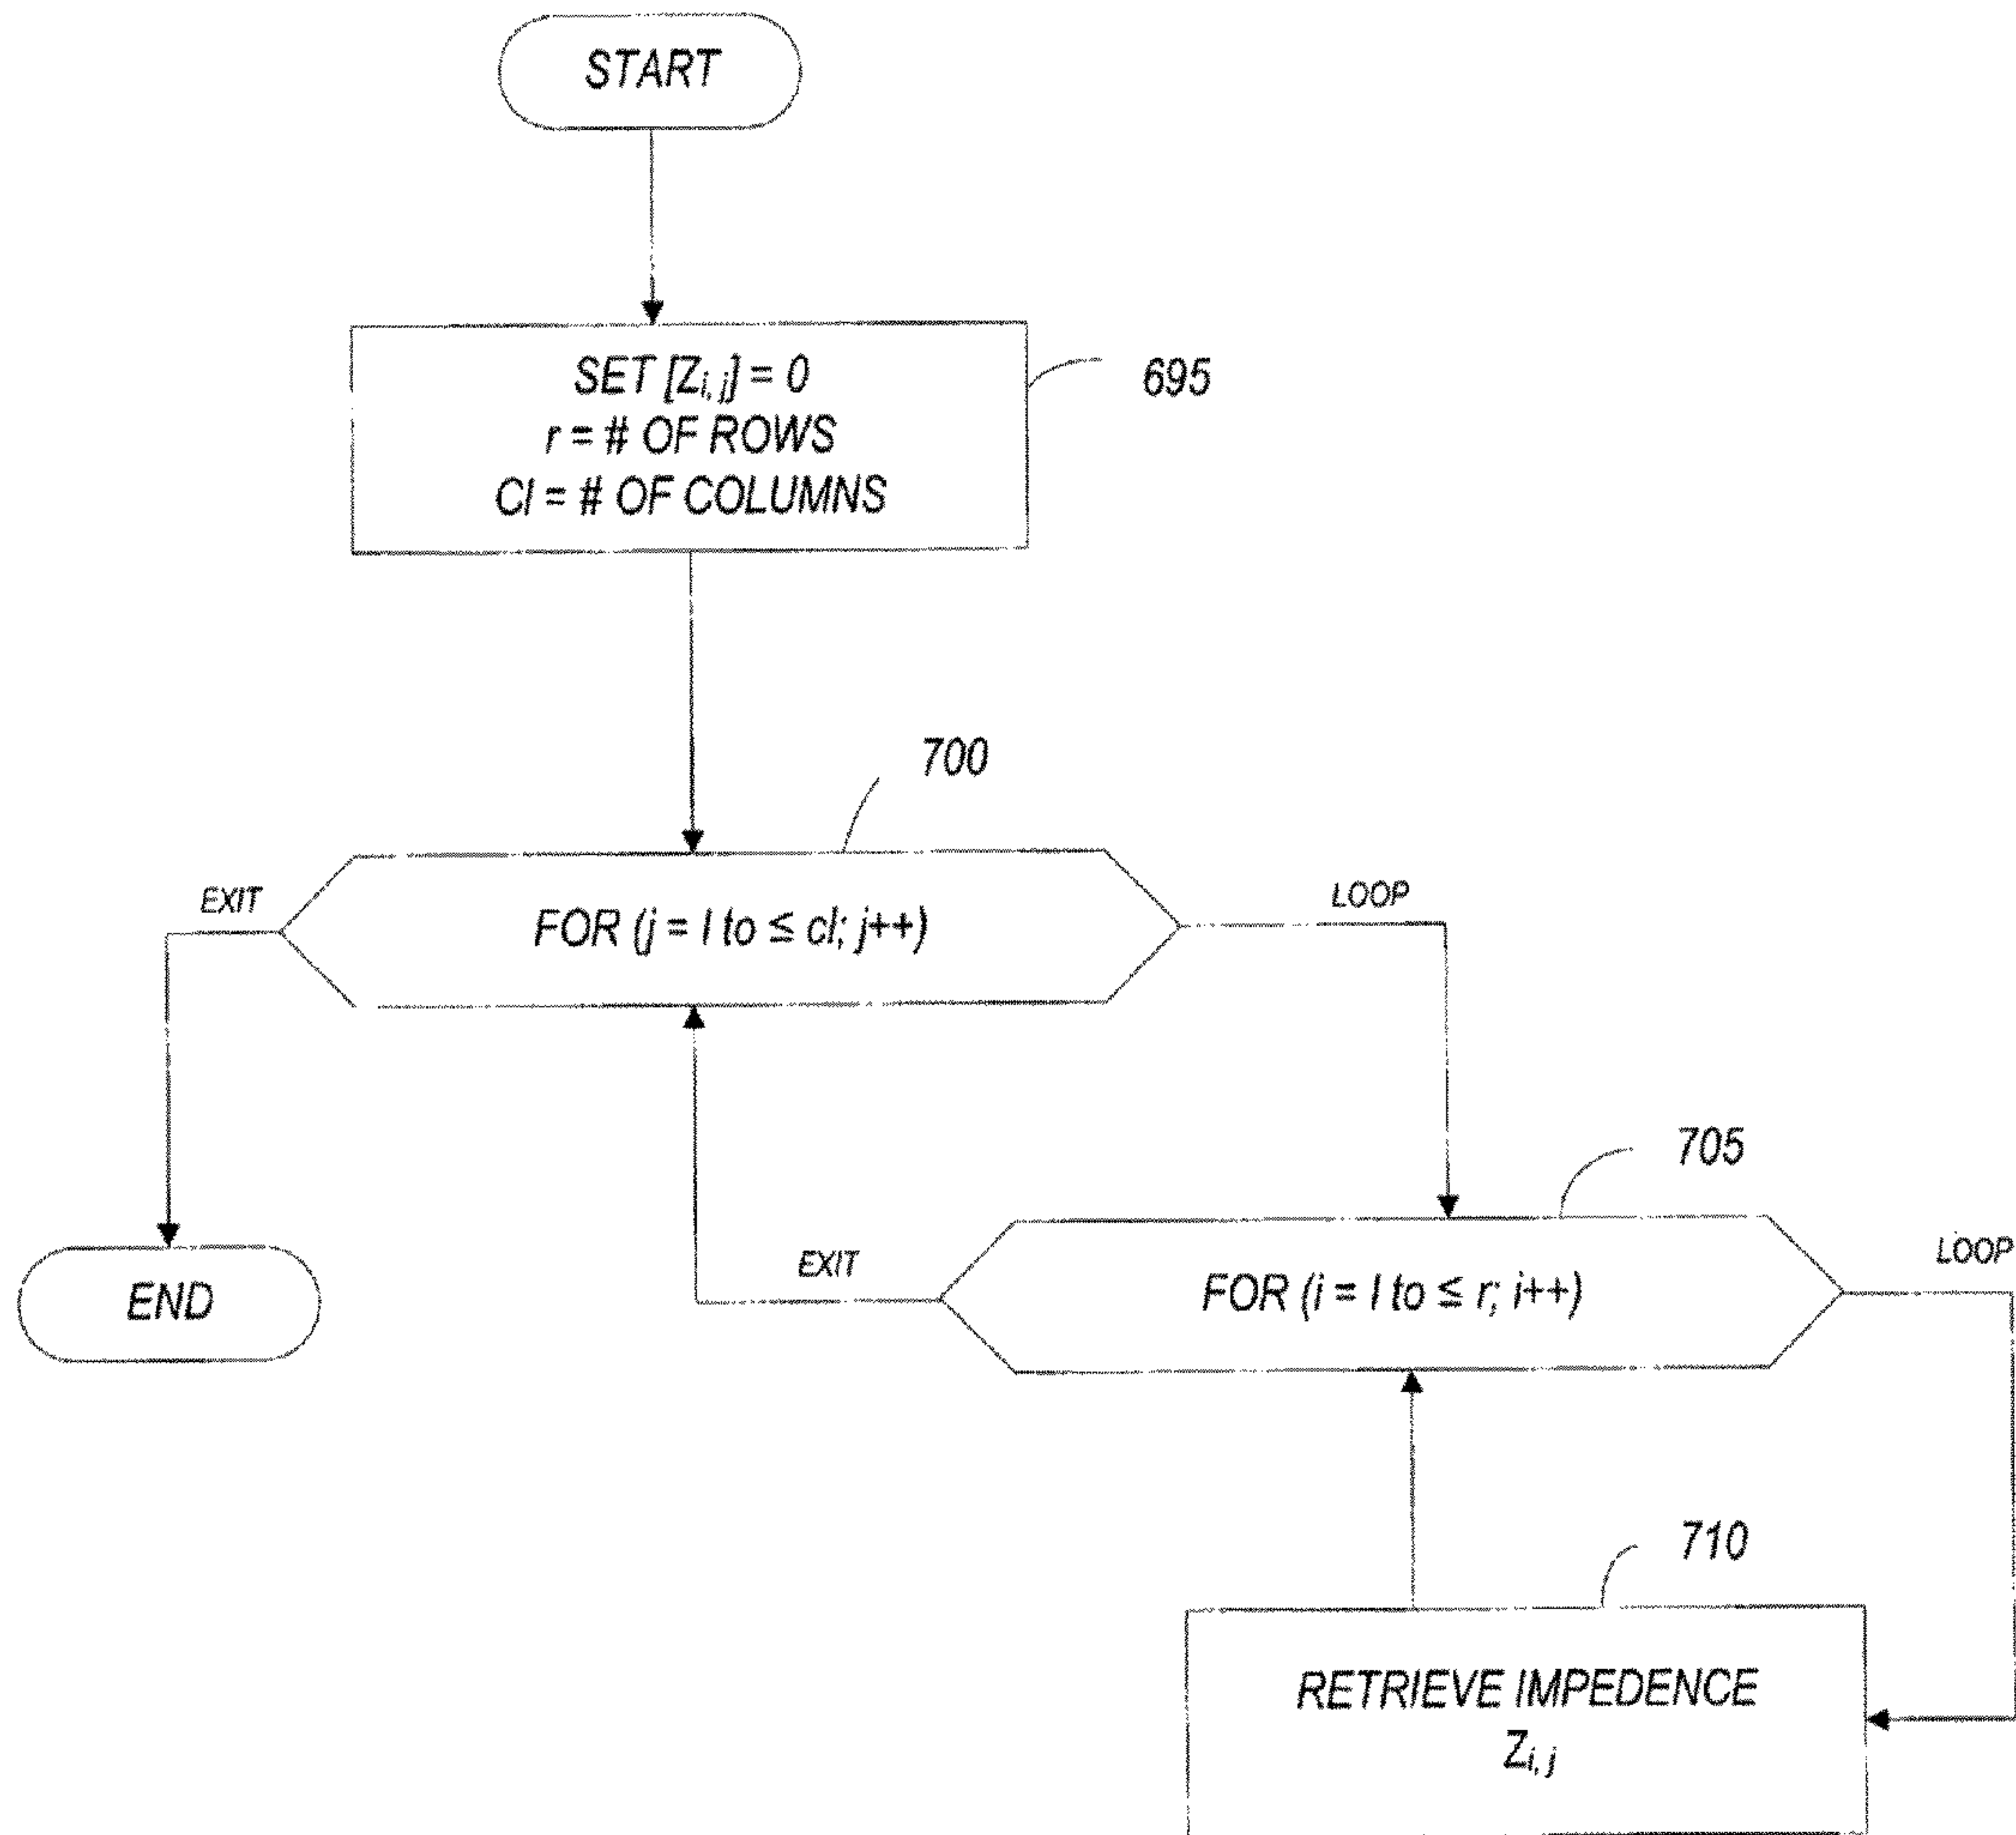 START
SET [Zi, j] = 0
r = # OF ROWS
Cl = # OF COLUMNS
695
700
EXIT
FOR (j = I to ≤ cl; j++)
LOOP
705
EXIT
FOR (i = I to ≤ r; i++)
LOOP
END
710
RETRIEVE IMPEDENCE
Zi, j